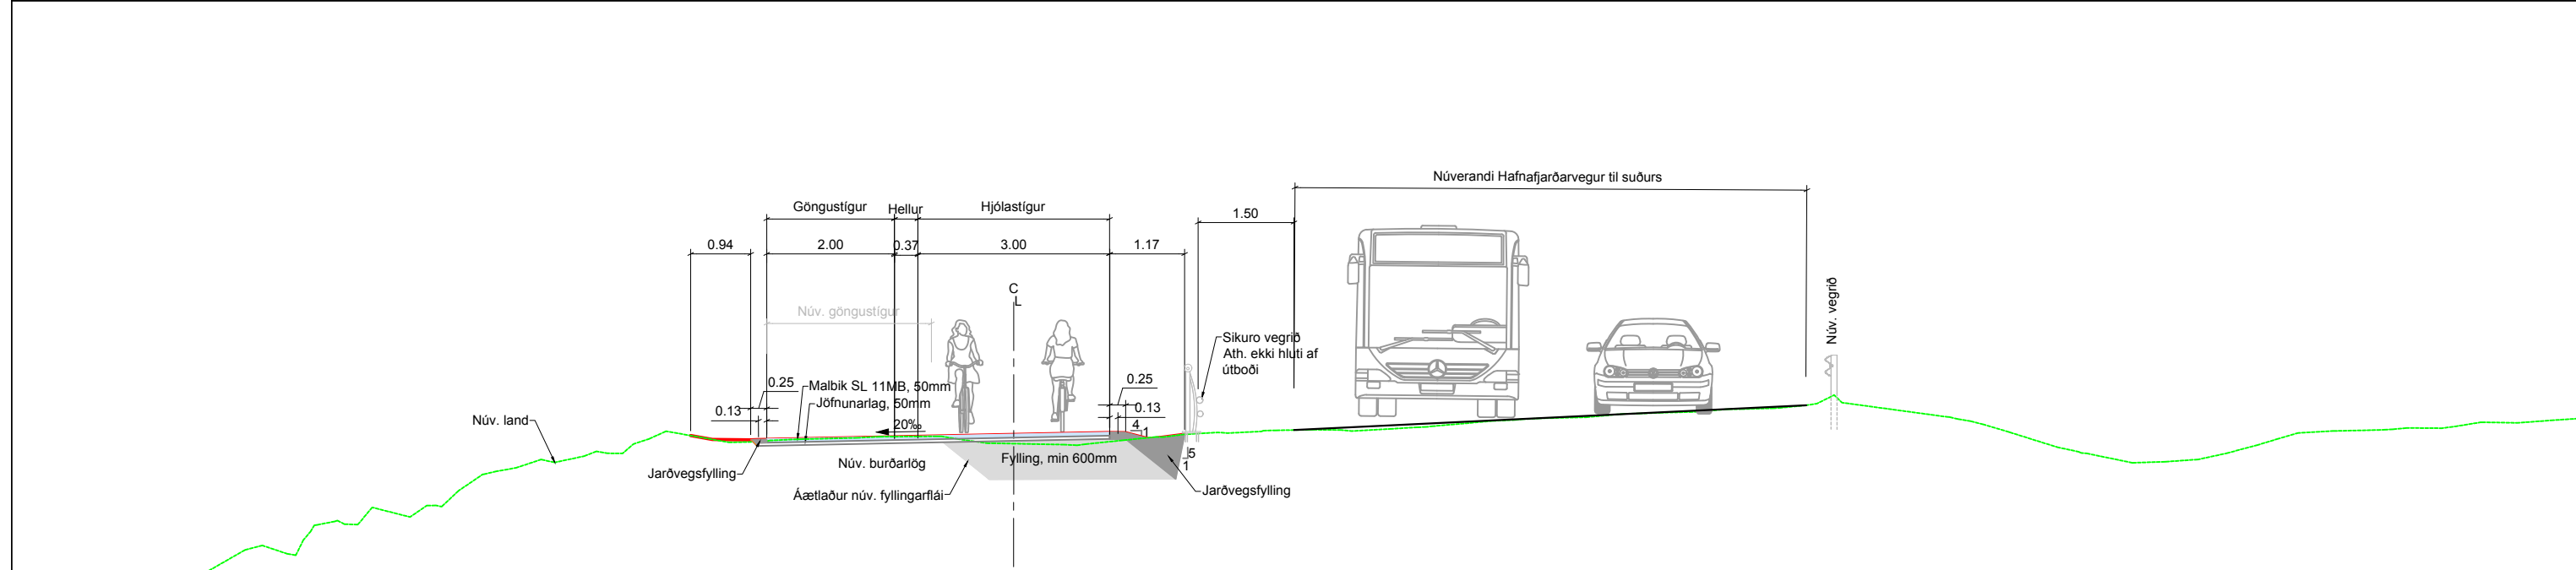 Núverandi Hafnafjarðarvegur til suðurs
Göngustígur
Hellur
Hjólastígur
1.50
0.94
2.00
0.37
3.00
1.17
Núv. vegrið
C
L
Núv. göngustígur
Sikuro vegrið
Ath. ekki hluti af
útboði
0.25
Malbik SL 11MB, 50mm
0.25
Jöfnunarlag, 50mm
0.13
0.13
Núv. land
20‰
4
1
Jarðvegsfylling
Núv. burðarlög
Fylling, min 600mm
5
1
Áætlaður núv. fyllingarflái
Jarðvegsfylling